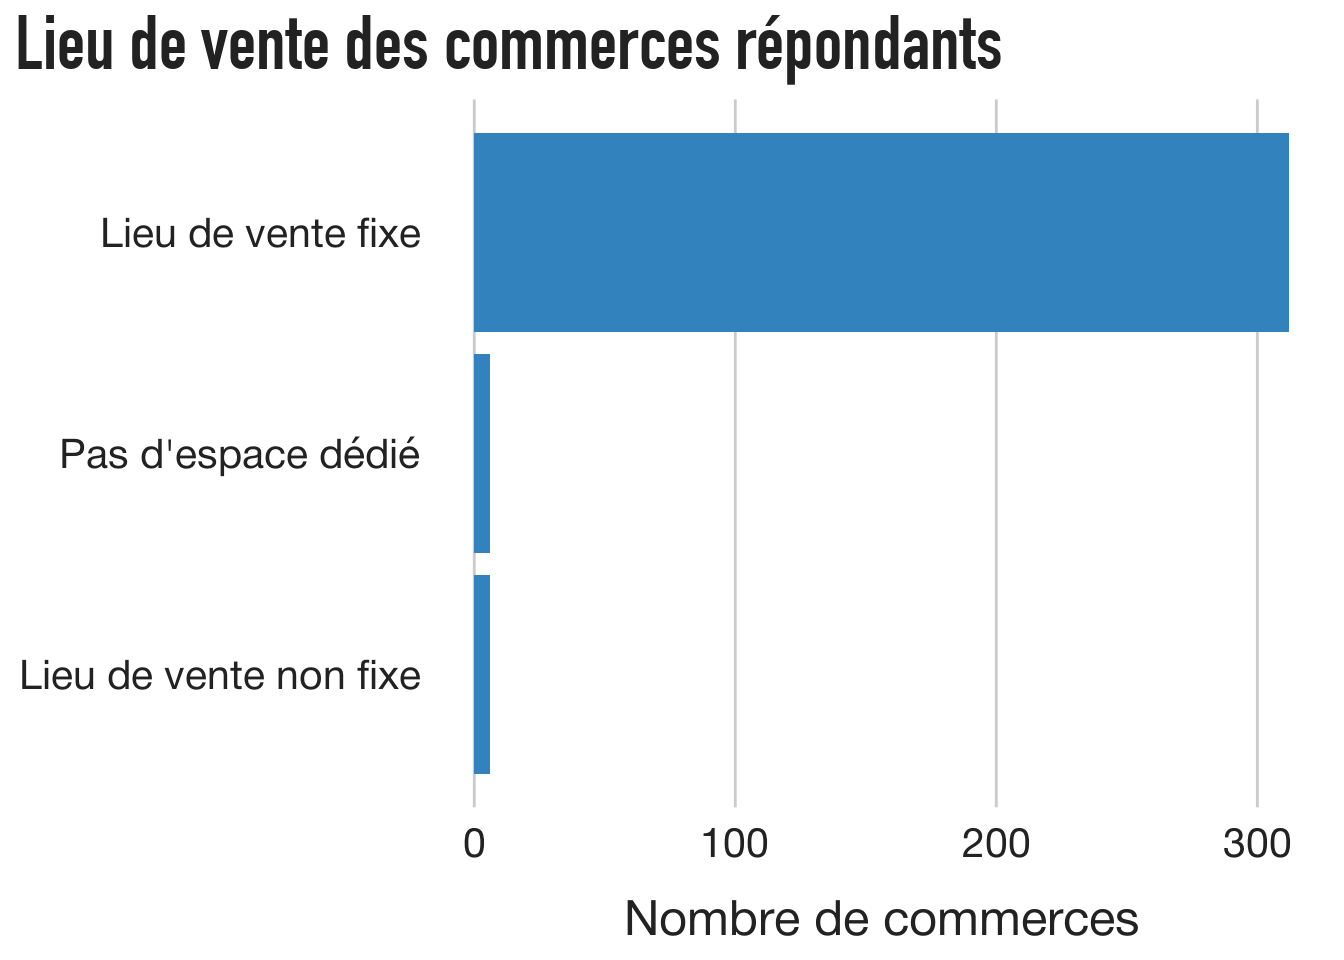 Lieu de vente des commerces répondants
Lieu de vente fixe
Pas d'espace dédié
Lieu de vente non fixe
0 100 200 300
Nombre de commerces